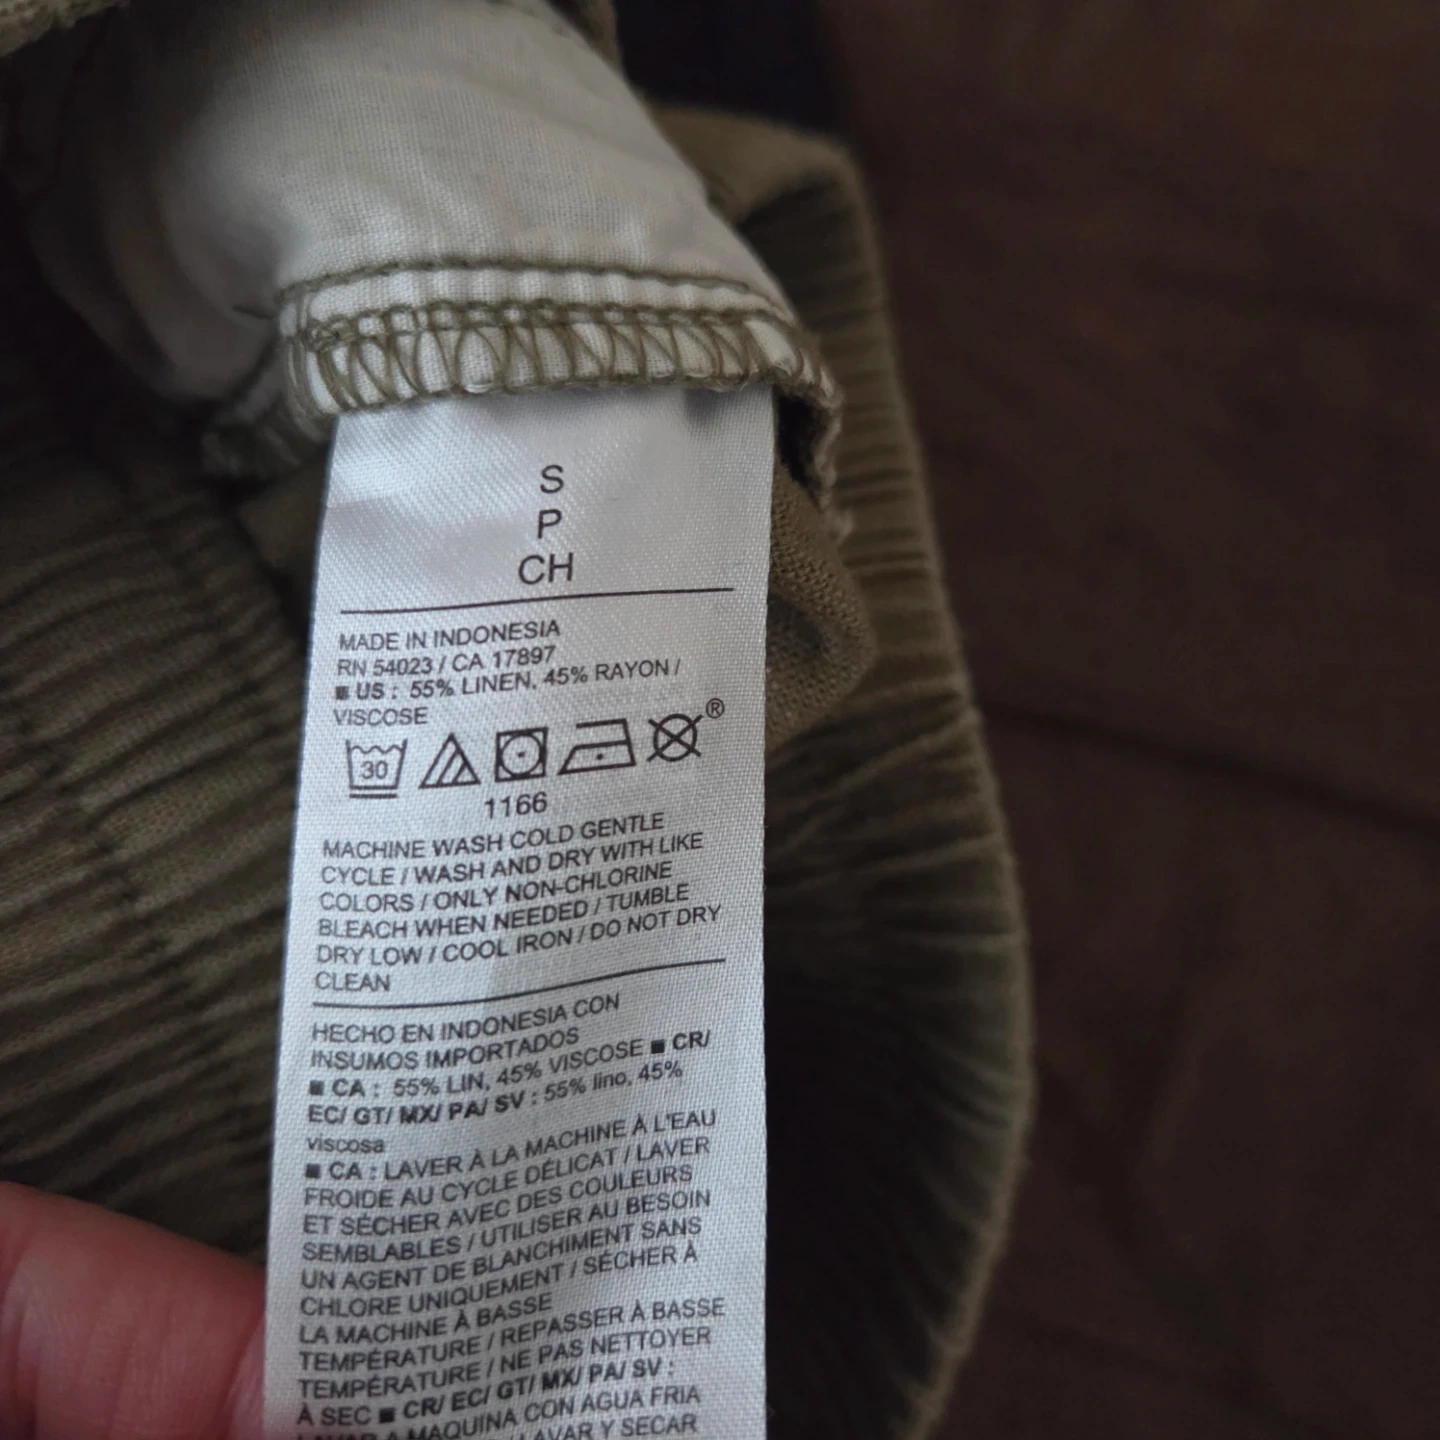 S
P
CH
MADE IN INDONESIA
RN 54023 / CA 17897
■ US : 55% LINEN, 45% RAYON /
VISCOSE
30
®
1166
MACHINE WASH COLD GENTLE
CYCLE / WASH AND DRY WITH LIKE
COLORS / ONLY NON-CHLORINE
BLEACH WHEN NEEDED / TUMBLE
DRY LOW / COOL IRON / DO NOT DRY
CLEAN
HECHO EN INDONESIA CON
INSUMOS IMPORTADOS
■ CA : 55% LIN, 45% VISCOSE ■ CR/
EC/ GT/ MX/ PA/ SV : 55% lino, 45%
viscosa
■ CA : LAVER À LA MACHINE À L'EAU
FROIDE AU CYCLE DÉLICAT / LAVER
ET SÉCHER AVEC DES COULEURS
SEMBLABLES / UTILISER AU BESOIN
UN AGENT DE BLANCHIMENT SANS
CHLORE UNIQUEMENT / SÉCHER À
LA MACHINE À BASSE
TEMPÉRATURE / REPASSER À BASSE
TEMPÉRATURE / NE PAS NETTOYER
À SEC ■ CR/ EC/ GT/ MX/ PA/ SV :
LAVAR A MAQUINA CON AGUA FRIA
/ LAVAR Y SECAR